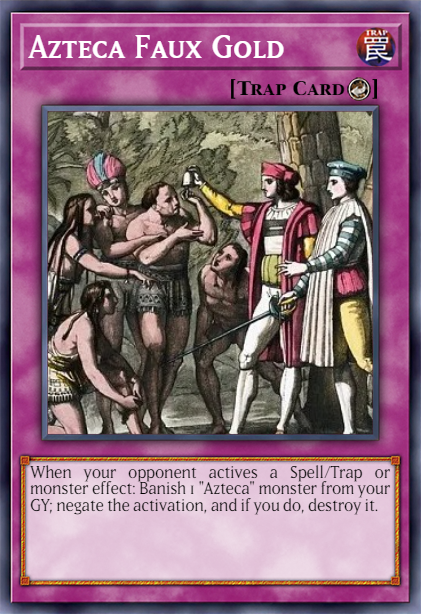 Azteca Faux Gold
TRAP
罠
[Trap Card]
When your opponent actives a Spell/Trap or
monster effect: Banish 1 "Azteca" monster from your
GY; negate the activation, and if you do, destroy it.